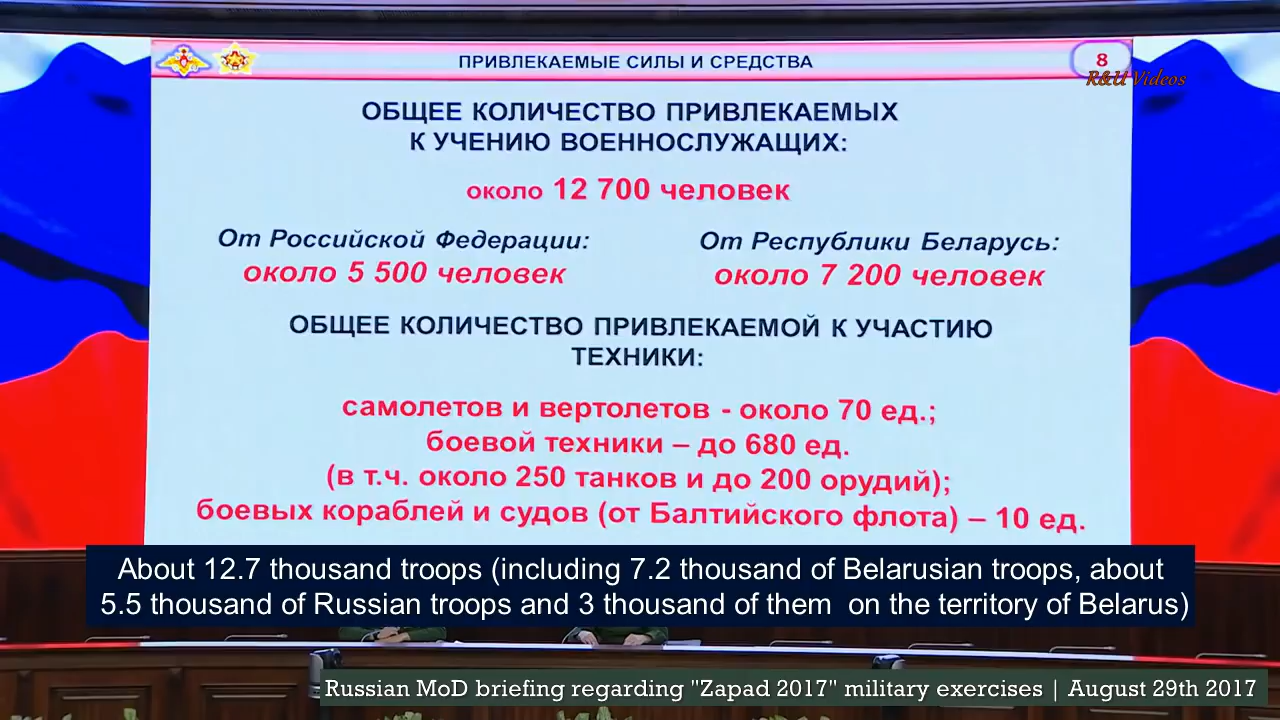 ПРИВЛЕКАЕМЫЕ СИЛЫ И СРЕДСТВА
8
R&U Videos
ОБЩЕЕ КОЛИЧЕСТВО ПРИВЛЕКАЕМЫХ
К УЧЕНИЮ ВОЕННОСЛУЖАЩИХ:
около 12 700 человек
От Российской Федерации:
около 5 500 человек
От Республики Беларусь:
около 7 200 человек
ОБЩЕЕ КОЛИЧЕСТВО ПРИВЛЕКАЕМОЙ К УЧАСТИЮ
ТЕХНИКИ:
самолетов и вертолетов - около 70 ед.;
боевой техники – до 680 ед.
(в т.ч. около 250 танков и до 200 орудий);
боевых кораблей и судов (от Балтийского флота) – 10 ед.
About 12.7 thousand troops (including 7.2 thousand of Belarusian troops, about
5.5 thousand of Russian troops and 3 thousand of them on the territory of Belarus)
Russian MoD briefing regarding "Zapad 2017" military exercises | August 29th 2017